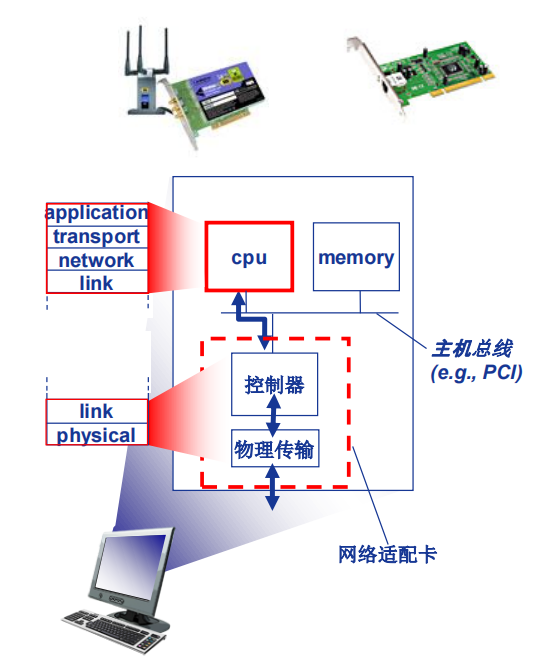 application
transport
network
link
cpu
memory
主机总线
(e.g., PCI)
控制器
link
physical
物理传输
网络适配卡